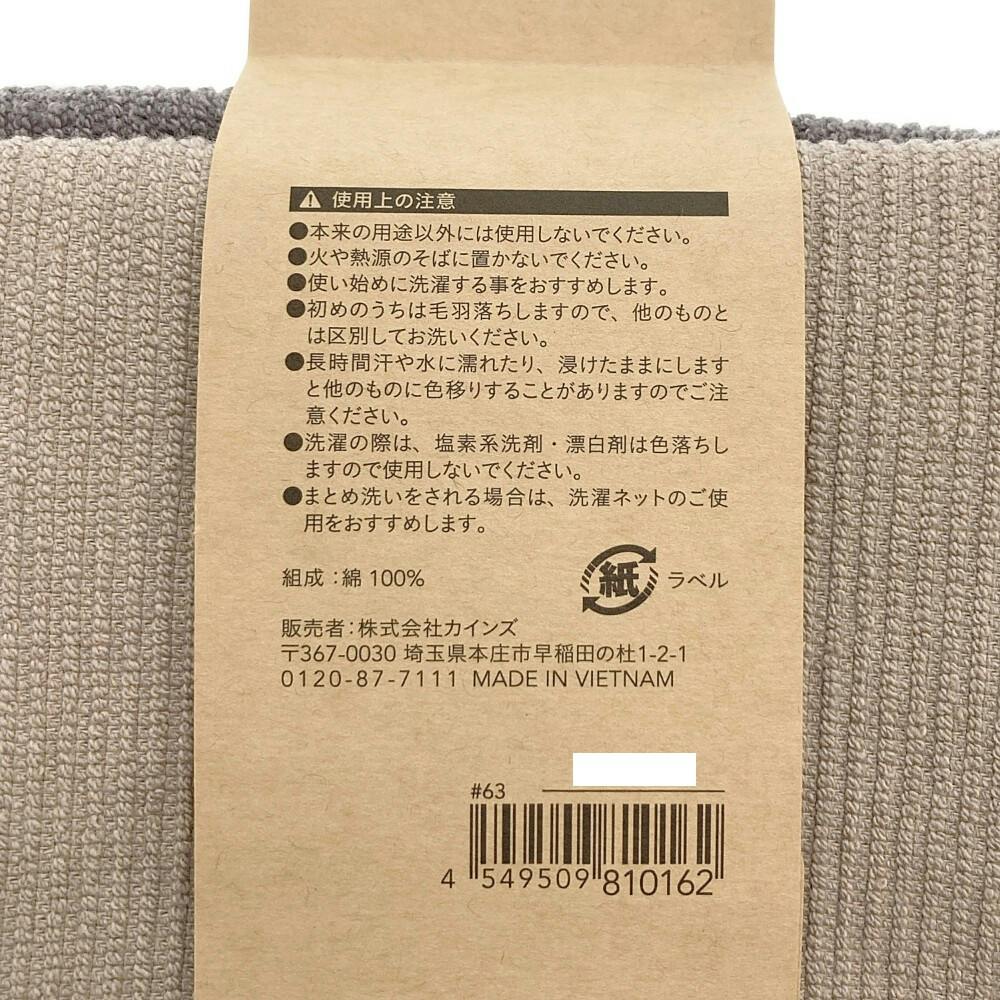 ⚠ 使用上の注意
●本来の用途以外には使用しないでください。
●火や熱源のそばに置かないでください。
●使い始めに洗濯する事をおすすめします。
●初めのうちは毛羽落ちしますので、他のものと
は区別してお洗いください。
●長時間汗や水に濡れたり、浸けたままにします
と他のものに色移りすることがありますのでご注
意ください。
●洗濯の際は、塩素系洗剤・漂白剤は色落ちし
ますので使用しないでください。
●まとめ洗いをされる場合は、洗濯ネットのご使
用をおすすめします。
組成：綿 100%
紙 ラベル
販売者：株式会社カインズ
〒367-0030 埼玉県本庄市早稲田の杜1-2-1
0120-87-7111 MADE IN VIETNAM
#63
4 549509 810162